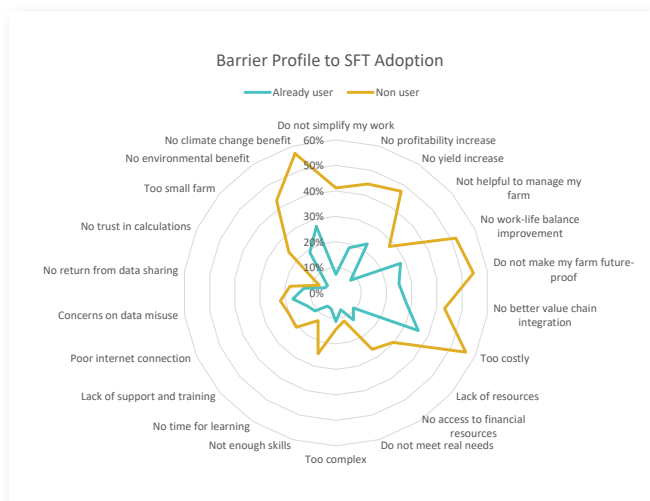 Barrier Profile to SFT Adoption
Already user
Non user
Do not simplify my work
No profitability increase
No yield increase
Not helpful to manage my
farm
No work-life balance
improvement
Do not make my farm future-
proof
No better value chain
integration
Too costly
Lack of resources
No access to financial
resources
Do not meet real needs
Too complex
Not enough skills
No time for learning
Lack of support and training
Poor internet connection
Concerns on data misuse
No return from data sharing
No trust in calculations
Too small farm
No environmental benefit
No climate change benefit
60%
50%
40%
30%
20%
10%
0%